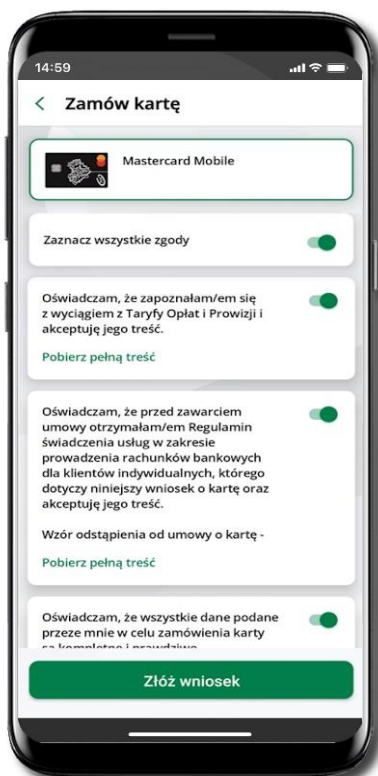 14:59
Zamów kartę
Mastercard Mobile
Zaznacz wszystkie zgody
Oświadczam, że zapoznałam/em się
z wyciągiem z Taryfy Opłat i Prowizji i
akceptuję jego treść.
Pobierz pełną treść
Oświadczam, że przed zawarciem
umowy otrzymałam/em Regulamin
świadczenia usług w zakresie
prowadzenia rachunków bankowych
dla klientów indywidualnych, którego
dotyczy niniejszy wniosek o kartę oraz
akceptuję jego treść.
Wzór odstąpienia od umowy o kartę -
Pobierz pełną treść
Oświadczam, że wszystkie dane podane
przeze mnie w celu zamówienia karty
są kompletne i prawdziwe
Złóż wniosek